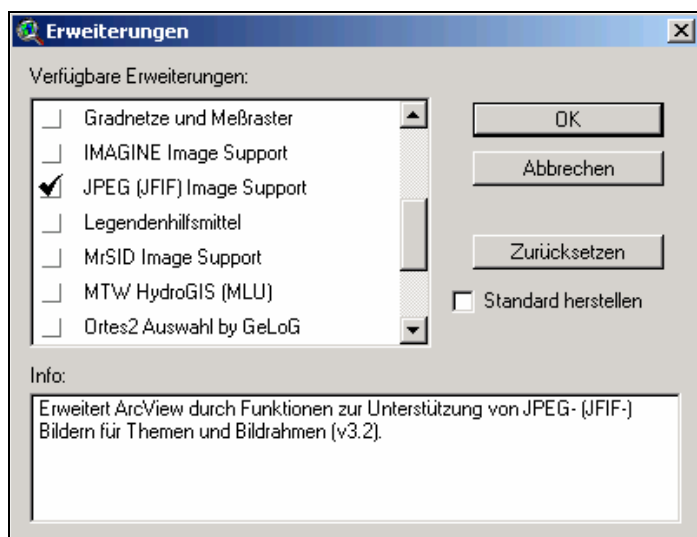 Erweiterungen
Verfügbare Erweiterungen:
Gradnetze und Meßraster
IMAGINE Image Support
JPEG (JFIF) Image Support
Legendenhilfsmittel
MrSID Image Support
MTW HydroGIS (MLU)
Ortes2 Auswahl by GeLoG
OK
Abbrechen
Zurücksetzen
Standard herstellen
Info:
Erweitert ArcView durch Funktionen zur Unterstützung von JPEG- (JFIF-)
Bildern für Themen und Bildrahmen (v3.2).